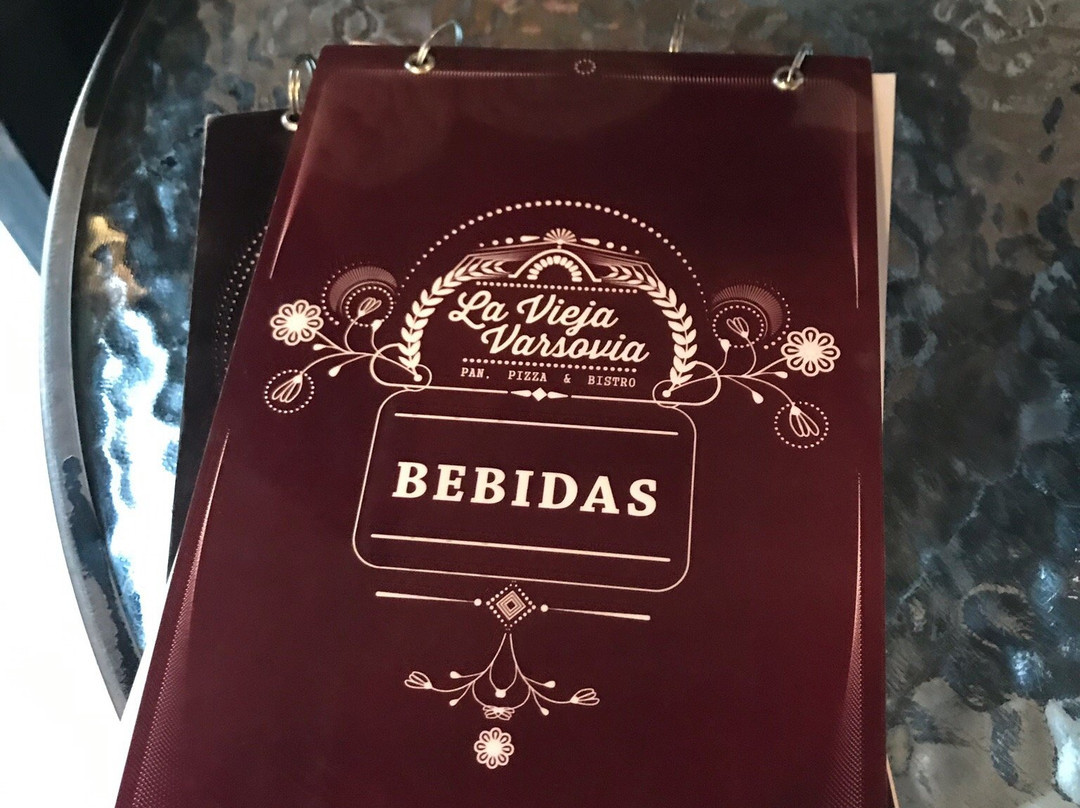 La Vieja
Varsovia
PAN. PIZZA & BISTRO
BEBIDAS